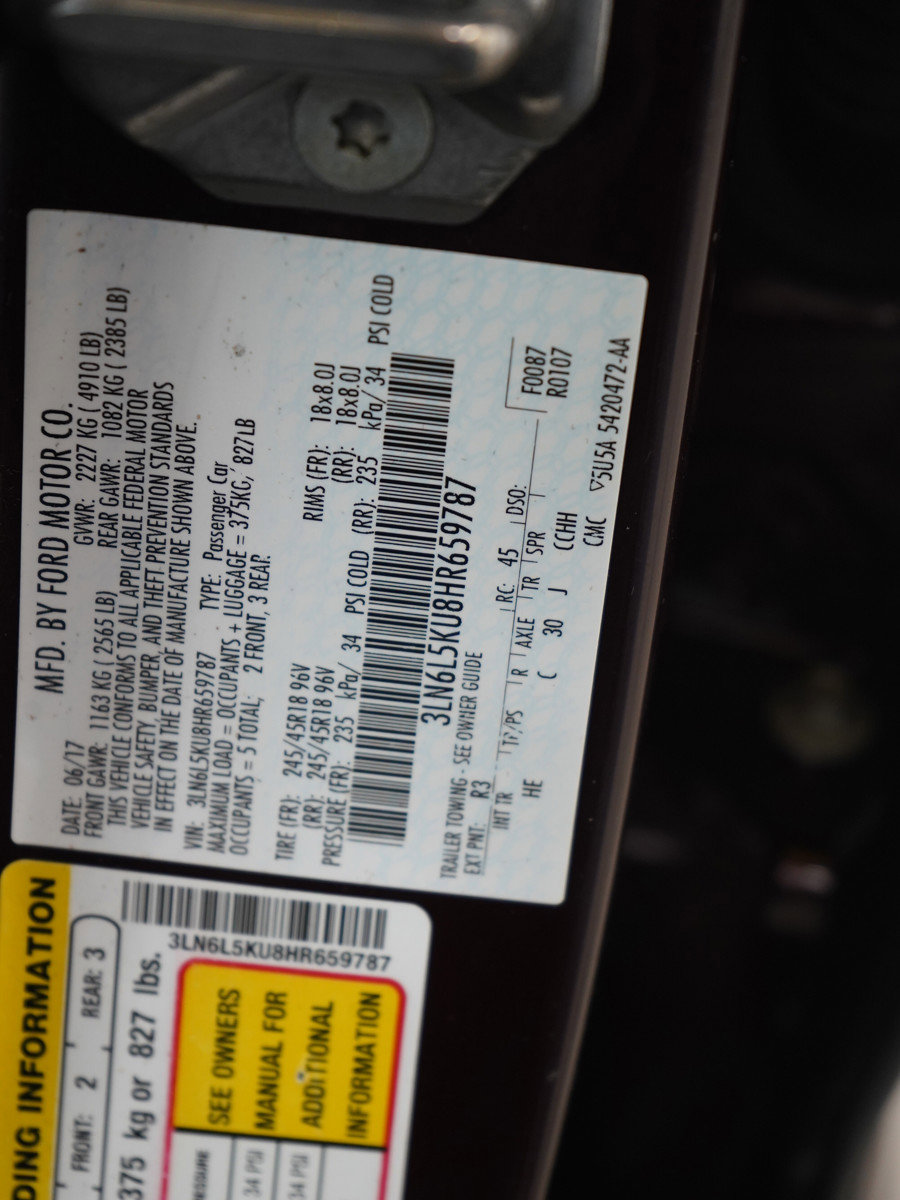 MFD. BY FORD MOTOR CO.
DATE: 06/17 GVWR: 2227 KG ( 4910 LB)
FRONT GAWR: 1163 KG ( 2565 LB) REAR GAWR: 1082 KG ( 2385 LB)
THIS VEHICLE CONFORMS TO ALL APPLICABLE FEDERAL MOTOR
VEHICLE SAFETY, BUMPER, AND THEFT PREVENTION STANDARDS
IN EFFECT ON THE DATE OF MANUFACTURE SHOWN ABOVE.
VIN: 3LN6L5KU8HR659787 TYPE: Passenger Car
MAXIMUM LOAD = OCCUPANTS + LUGGAGE = 375KG, 827LB
OCCUPANTS = 5 TOTAL; 2 FRONT, 3 REAR.
TIRE (FR): 245/45R18 96V RIMS (FR): 18x8.0J
(RR): 245/45R18 96V (RR): 18x8.0J
PRESSURE (FR): 235 kPa/ 34 PSI COLD (RR): 235 kPa/ 34 PSI COLD
3LN6L5KU8HR659787
TRAILER TOWING - SEE OWNER GUIDE
EXT PNT: R3 RC: 45 DSO: F0087
INT TR TP/PS R AXLE TR SPR R0107
HE C 30 J CCHH
CMC ▽5U5A 5420472-AA
DING INFORMATION
FRONT: 2 REAR: 3
375 kg or 827 lbs.
3LN6L5KU8HR659787
SEE OWNERS
MANUAL FOR
ADDITIONAL
INFORMATION
34 PSI
34 PSI